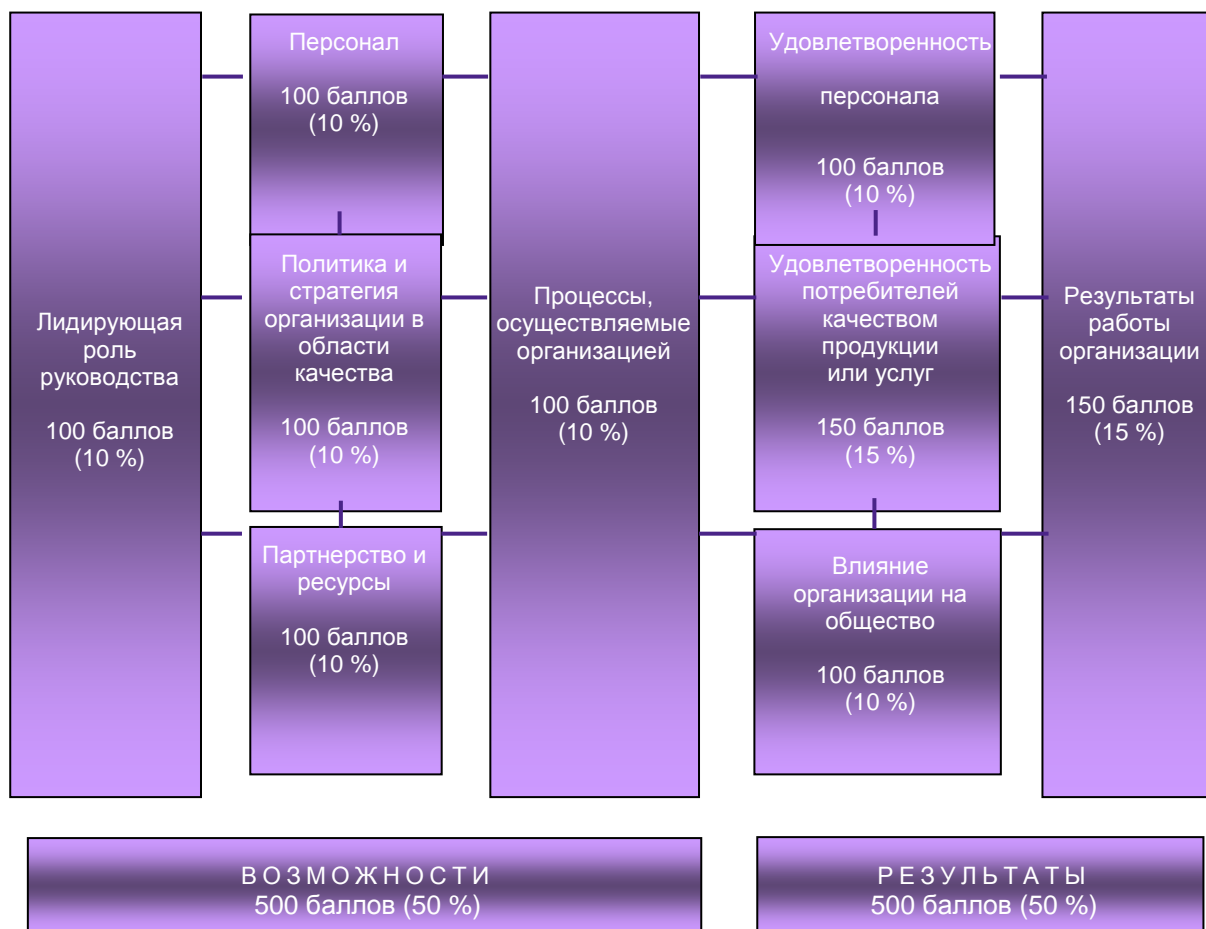 Лидирующая
роль
руководства
100 баллов
(10 %)
Персонал
100 баллов
(10 %)
Политика и
стратегия
организации в
области
качества
100 баллов
(10 %)
Партнерство и
ресурсы
100 баллов
(10 %)
Процессы,
осуществляемые
организацией
100 баллов
(10 %)
Удовлетворенность
персонала
100 баллов
(10 %)
Удовлетворенность
потребителей
качеством
продукции
или услуг
150 баллов
(15 %)
Влияние
организации на
общество
100 баллов
(10 %)
Результаты
работы
организации
150 баллов
(15 %)
ВОЗМОЖНОСТИ
500 баллов (50 %)
РЕЗУЛЬТАТЫ
500 баллов (50 %)